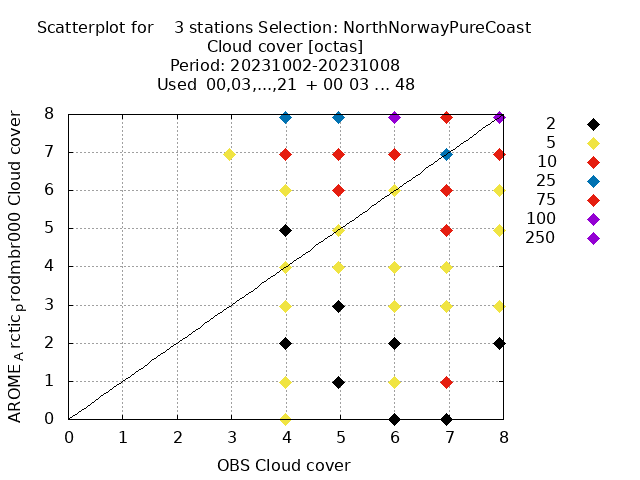 Scatterplot for 3 stations Selection: NorthNorwayPureCoast
Cloud cover [octas]
Period: 20231002-20231008
Used 00,03,...,21 + 00 03 ... 48
AROME_Arctic_prodmbr000 Cloud cover
8
7
6
5
4
3
2
1
0
0 1 2 3 4 5 6 7 8
OBS Cloud cover
2
5
10
25
75
100
250